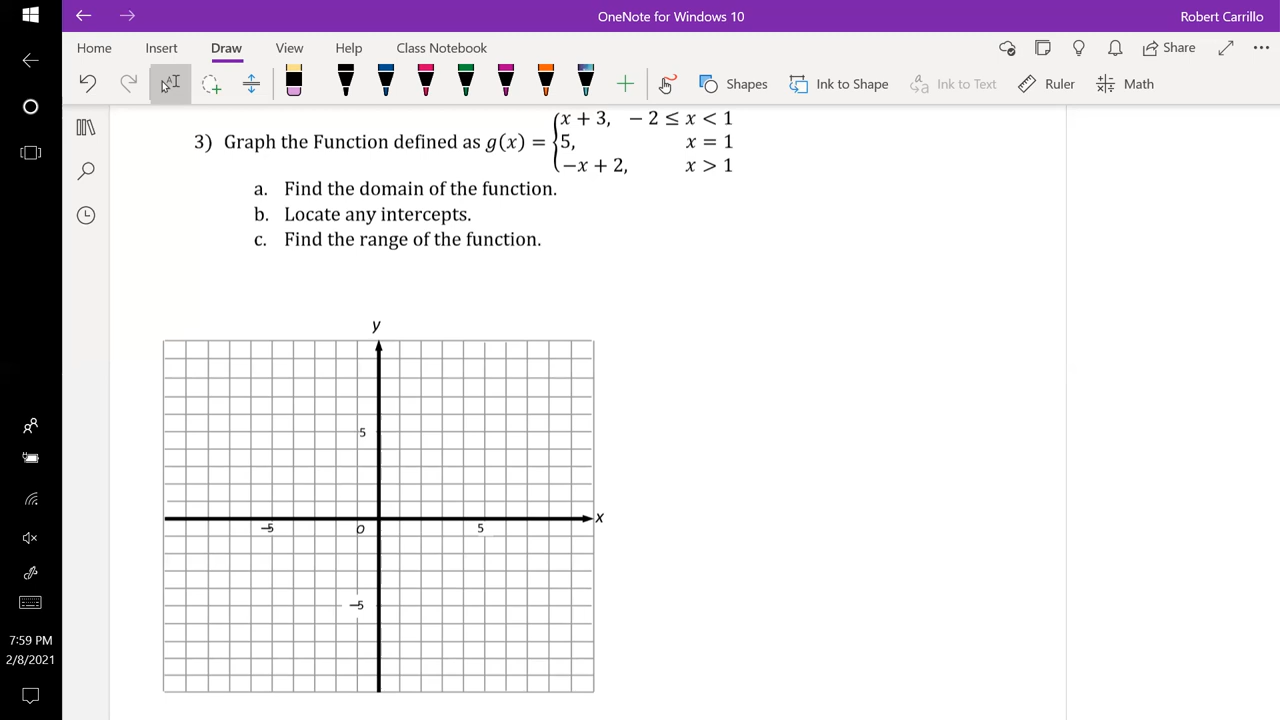 OneNote for Windows 10
Robert Carrillo
Home Insert Draw View Help Class Notebook
Share
Shapes Ink to Shape Ink to Text Ruler Math
3) Graph the Function defined as g(x) = { x + 3, − 2 ≤ x < 1
5, x = 1
−x + 2, x > 1
a. Find the domain of the function.
b. Locate any intercepts.
c. Find the range of the function.
y
5
x
−5 O 5
−5
7:59 PM
2/8/2021